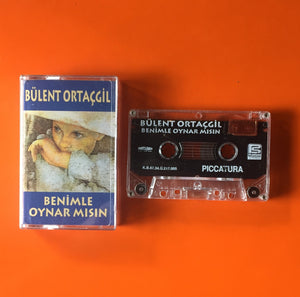 BÜLENT ORTAÇGİL
BENİMLE
OYNAR MISIN
BÜLENT ORTAÇGİL
BENİMLE OYNAR MISIN
PICCATURA